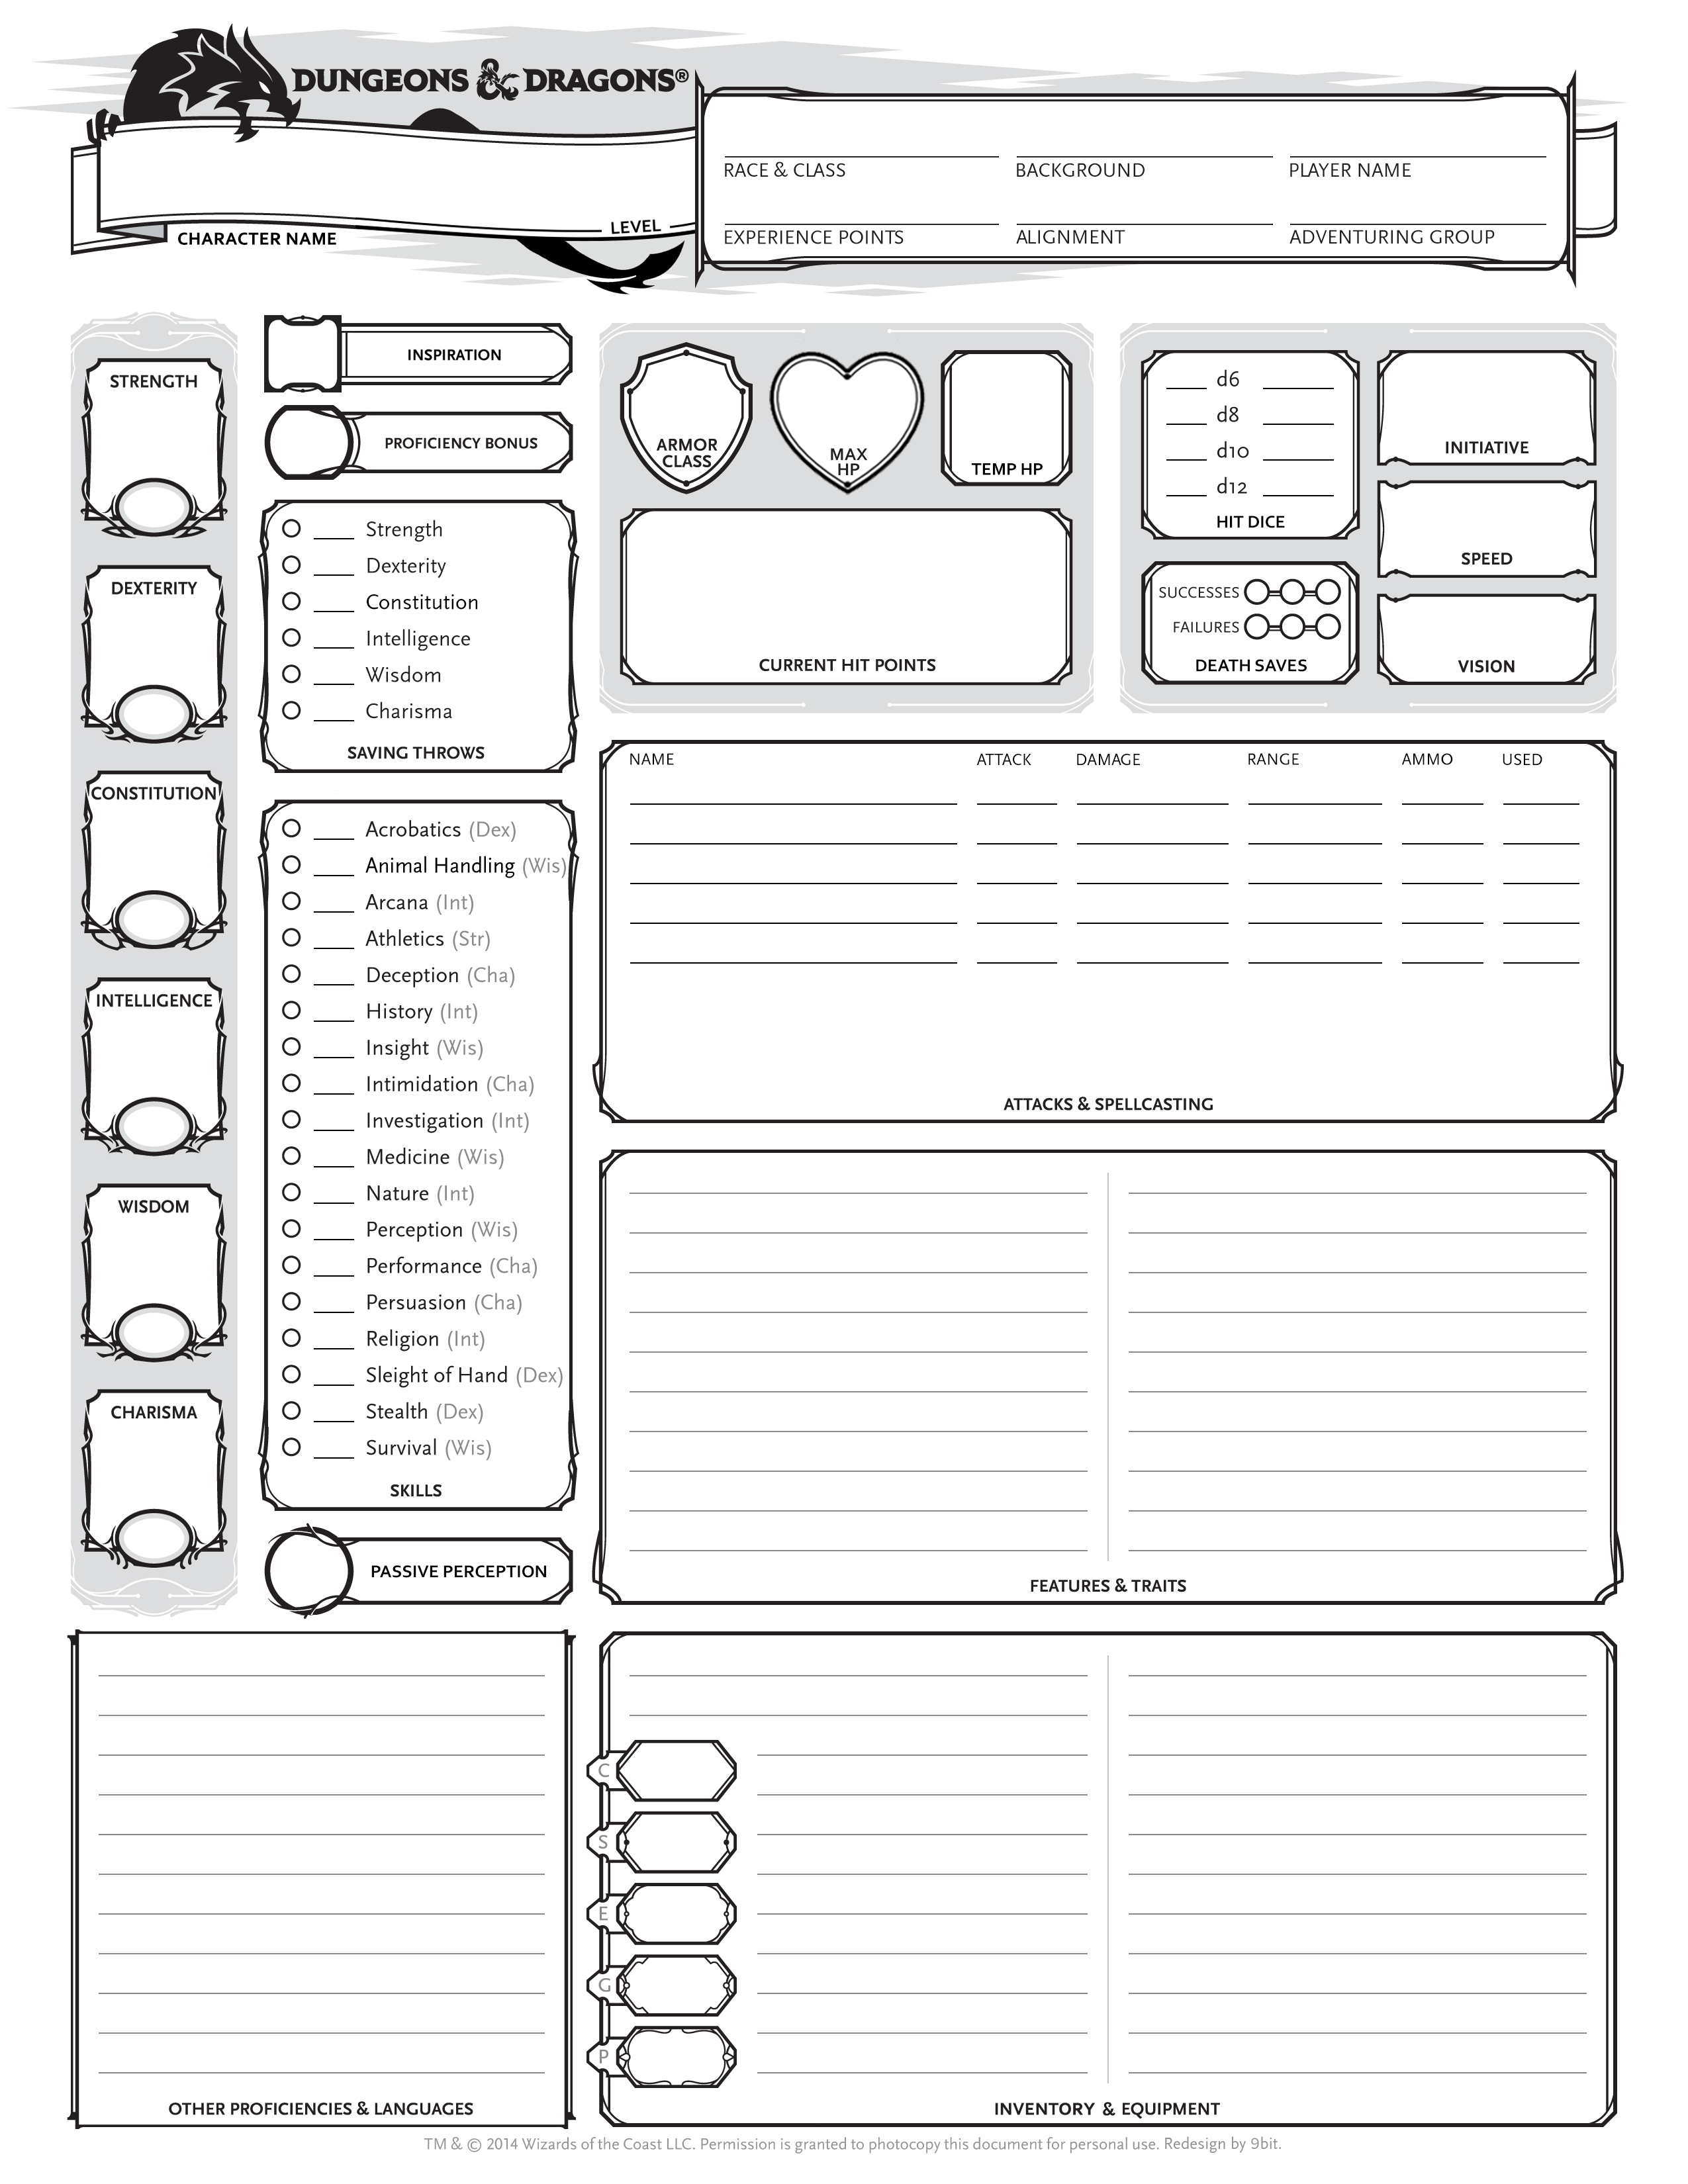 DUNGEONS & DRAGONS®
CHARACTER NAME
LEVEL
RACE & CLASS BACKGROUND PLAYER NAME
EXPERIENCE POINTS ALIGNMENT ADVENTURING GROUP
STRENGTH
DEXTERITY
CONSTITUTION
INTELLIGENCE
WISDOM
CHARISMA
INSPIRATION
PROFICIENCY BONUS
Strength
Dexterity
Constitution
Intelligence
Wisdom
Charisma
SAVING THROWS
Acrobatics (Dex)
Animal Handling (Wis)
Arcana (Int)
Athletics (Str)
Deception (Cha)
History (Int)
Insight (Wis)
Intimidation (Cha)
Investigation (Int)
Medicine (Wis)
Nature (Int)
Perception (Wis)
Performance (Cha)
Persuasion (Cha)
Religion (Int)
Sleight of Hand (Dex)
Stealth (Dex)
Survival (Wis)
SKILLS
PASSIVE PERCEPTION
ARMOR
CLASS
MAX
HP
TEMP HP
CURRENT HIT POINTS
d6
d8
d10
d12
HIT DICE
SUCCESSES
FAILURES
DEATH SAVES
INITIATIVE
SPEED
VISION
NAME ATTACK DAMAGE RANGE AMMO USED
ATTACKS & SPELLCASTING
FEATURES & TRAITS
OTHER PROFICIENCIES & LANGUAGES
C
S
E
G
P
INVENTORY & EQUIPMENT
TM & © 2014 Wizards of the Coast LLC. Permission is granted to photocopy this document for personal use. Redesign by 9bit.